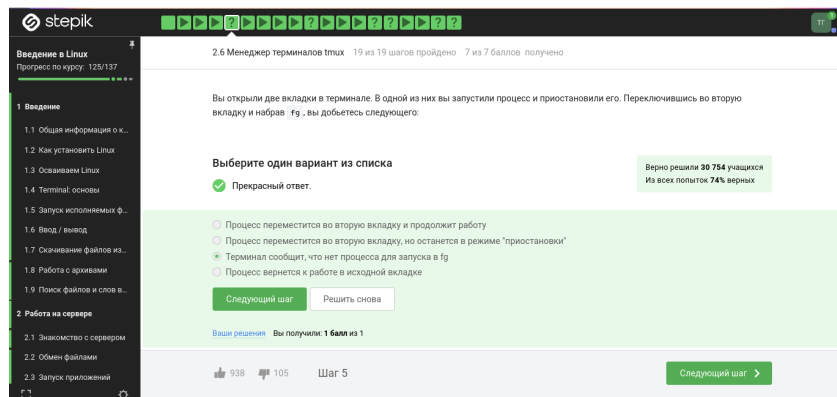 stepik
ТГ
Введение в Linux
Прогресс по курсу: 125/137
2.6 Менеджер терминалов tmux 19 из 19 шагов пройдено 7 из 7 баллов получено
1 Введение
1.1 Общая информация о к...
1.2 Как установить Linux
1.3 Осваиваем Linux
1.4 Terminal: основы
1.5 Запуск исполняемых ф...
1.6 Ввод / вывод
1.7 Скачивание файлов из...
1.8 Работа с архивами
1.9 Поиск файлов и слов в...
2 Работа на сервере
2.1 Знакомство с сервером
2.2 Обмен файлами
2.3 Запуск приложений
Вы открыли две вкладки в терминале. В одной из них вы запустили процесс и приостановили его. Переключившись во вторую
вкладку и набрав fg, вы добьетесь следующего:
Выберите один вариант из списка
Прекрасный ответ.
Верно решили 30 754 учащихся
Из всех попыток 74% верных
Процесс переместится во вторую вкладку и продолжит работу
Процесс переместится во вторую вкладку, но останется в режиме "приостановки"
Терминал сообщит, что нет процесса для запуска в fg
Процесс вернется к работе в исходной вкладке
Следующий шаг
Решить снова
Ваши решения Вы получили: 1 балл из 1
938 105 Шаг 5
Следующий шаг